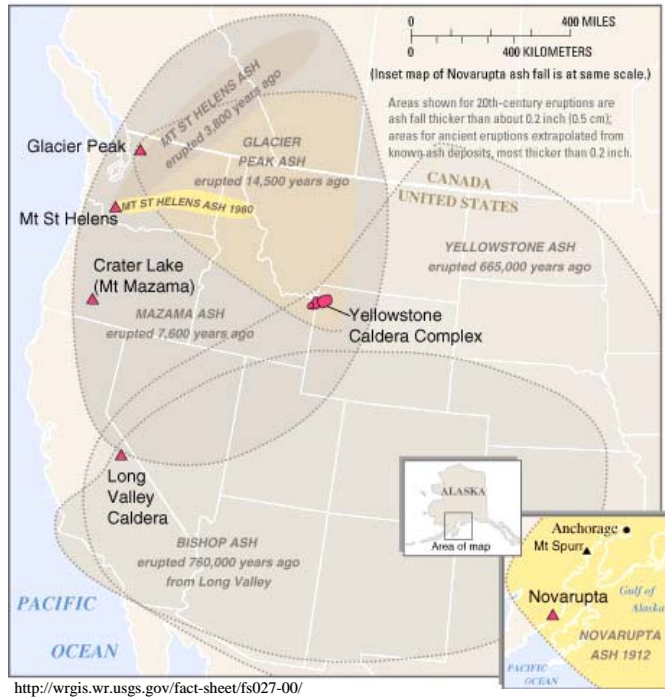 0 400 MILES
0 400 KILOMETERS
(Inset map of Novarupta ash fall is at same scale.)
Areas shown for 20th-century eruptions are
ash fall thicker than about 0.2 inch (0.5 cm);
areas for ancient eruptions extrapolated from
known ash deposits, most thicker than 0.2 inch.
MT ST HELENS ASH
erupted 3,800 years ago
Glacier Peak
GLACIER
PEAK ASH
erupted 14,500 years ago
CANADA
UNITED STATES
MT ST HELENS ASH 1980
Mt St Helens
YELLOWSTONE ASH
erupted 665,000 years ago
Crater Lake
(Mt Mazama)
MAZAMA ASH
erupted 7,600 years ago
Yellowstone
Caldera Complex
Long
Valley
Caldera
ALASKA
Area of map
BISHOP ASH
erupted 760,000 years ago
from Long Valley
Anchorage
Mt Spurr
Gulf of
Alaska
Novarupta
NOVARUPTA
ASH 1912
PACIFIC
OCEAN
PACIFIC
OCEAN
http://wrgis.wr.usgs.gov/fact-sheet/fs027-00/